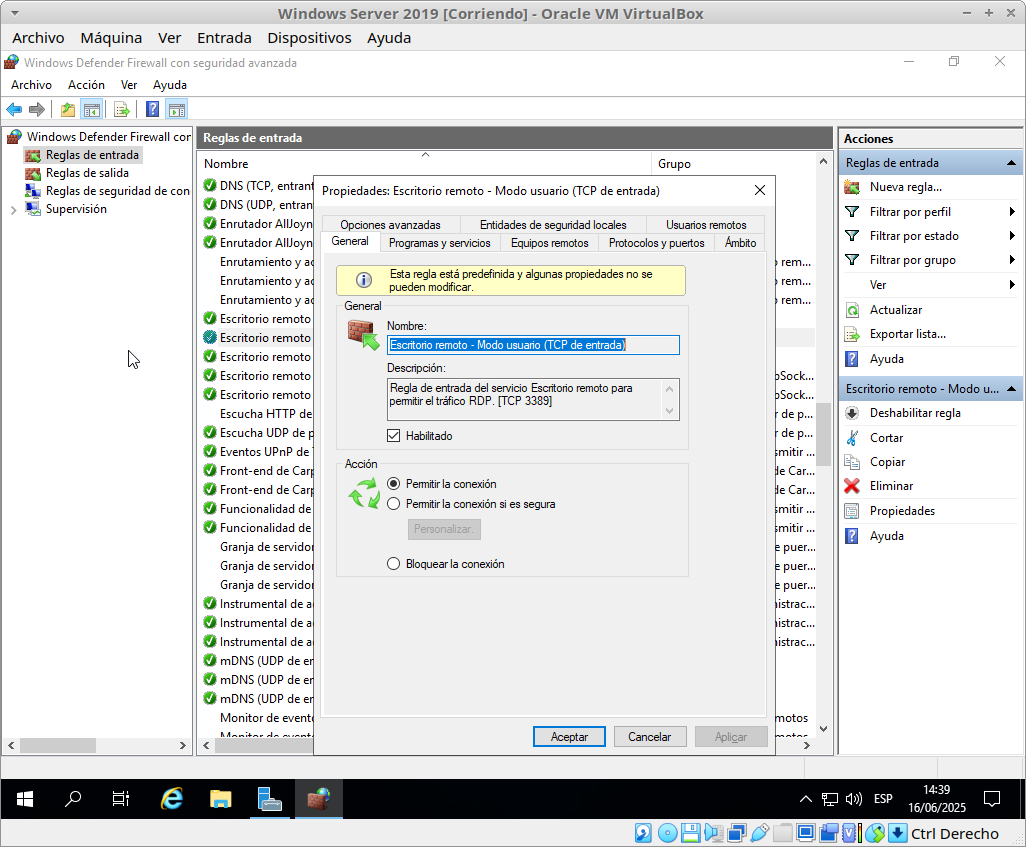 Windows Server 2019 [Corriendo] - Oracle VM VirtualBox
Archivo Máquina Ver Entrada Dispositivos Ayuda
Windows Defender Firewall con seguridad avanzada
Archivo Acción Ver Ayuda
Windows Defender Firewall con
Reglas de entrada
Reglas de salida
Reglas de seguridad de con
Supervisión
Reglas de entrada
Nombre Grupo
DNS (TCP, entrant
DNS (UDP, entran
Enrutador AllJoyn
Enrutador AllJoyn
Enrutamiento y ac o rem...
Enrutamiento y ac o rem...
Enrutamiento y ac o rem...
Escritorio remoto
Escritorio remoto
Escritorio remoto
Escritorio remoto bSock...
Escritorio remoto bSock...
Escucha HTTP de r de p...
Escucha UDP de p r de p...
Eventos UPnP de T smitir ...
Front-end de Carp de Car...
Front-end de Carp de Car...
Funcionalidad de smitir ...
Funcionalidad de smitir ...
Granja de servidor e puer...
Granja de servidor e puer...
Granja de servidor e puer...
Instrumental de a nistrac...
Instrumental de a nistrac...
Instrumental de a nistrac...
mDNS (UDP de en
mDNS (UDP de en
mDNS (UDP de en
Monitor de evento motos
Monitor de evento motos
Propiedades: Escritorio remoto - Modo usuario (TCP de entrada)
Opciones avanzadas Entidades de seguridad locales Usuarios remotos
General Programas y servicios Equipos remotos Protocolos y puertos Ámbito
Esta regla está predefinida y algunas propiedades no se
pueden modificar.
General
Nombre:
Escritorio remoto - Modo usuario (TCP de entrada)
Descripción:
Regla de entrada del servicio Escritorio remoto para
permitir el tráfico RDP. [TCP 3389]
Habilitado
Acción
Permitir la conexión
Permitir la conexión si es segura
Personalizar.
Bloquear la conexión
Aceptar Cancelar Aplicar
Acciones
Reglas de entrada
Nueva regla...
Filtrar por perfil
Filtrar por estado
Filtrar por grupo
Ver
Actualizar
Exportar lista...
Ayuda
Escritorio remoto - Modo u...
Deshabilitar regla
Cortar
Copiar
Eliminar
Propiedades
Ayuda
ESP
14:39
16/06/2025
Ctrl Derecho